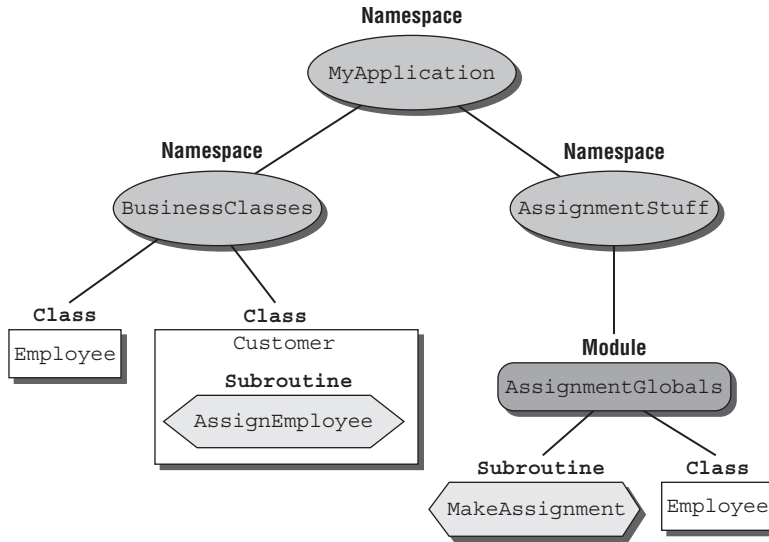 Namespace
MyApplication
Namespace
Namespace
BusinessClasses
AssignmentStuff
Class
Class
Employee
Customer
Subroutine
AssignEmployee
Module
AssignmentGlobals
Subroutine
Class
MakeAssignment
Employee